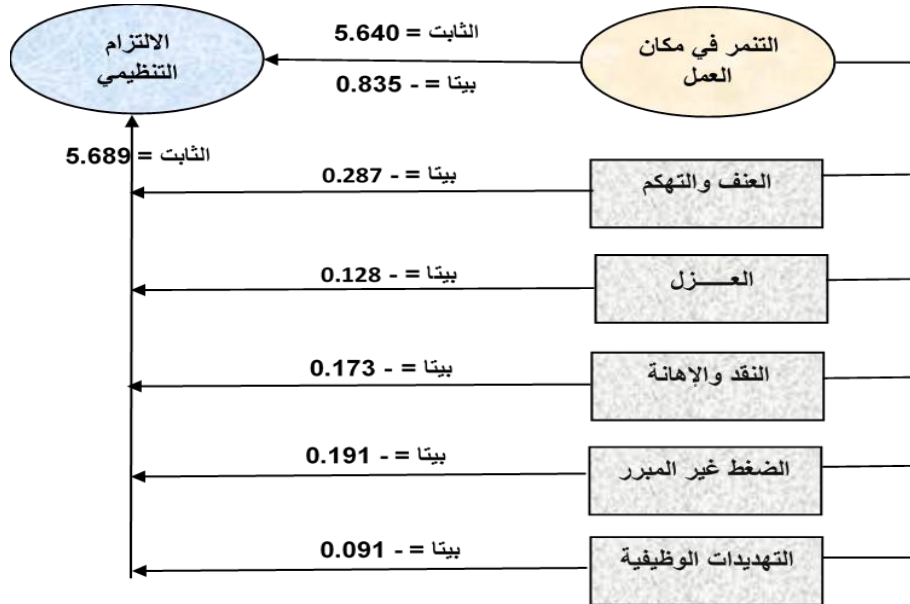 التنمر في مكان
العمل
الثابت = 5.640
بيتا = - 0.835
الالتزام
التنظيمي
الثابت = 5.689
العنف والتهكم
بيتا = - 0.287
العـــــزل
بيتا = - 0.128
النقد والإهانة
بيتا = - 0.173
الضغط غير المبرر
بيتا = - 0.191
التهديدات الوظيفية
بيتا = - 0.091